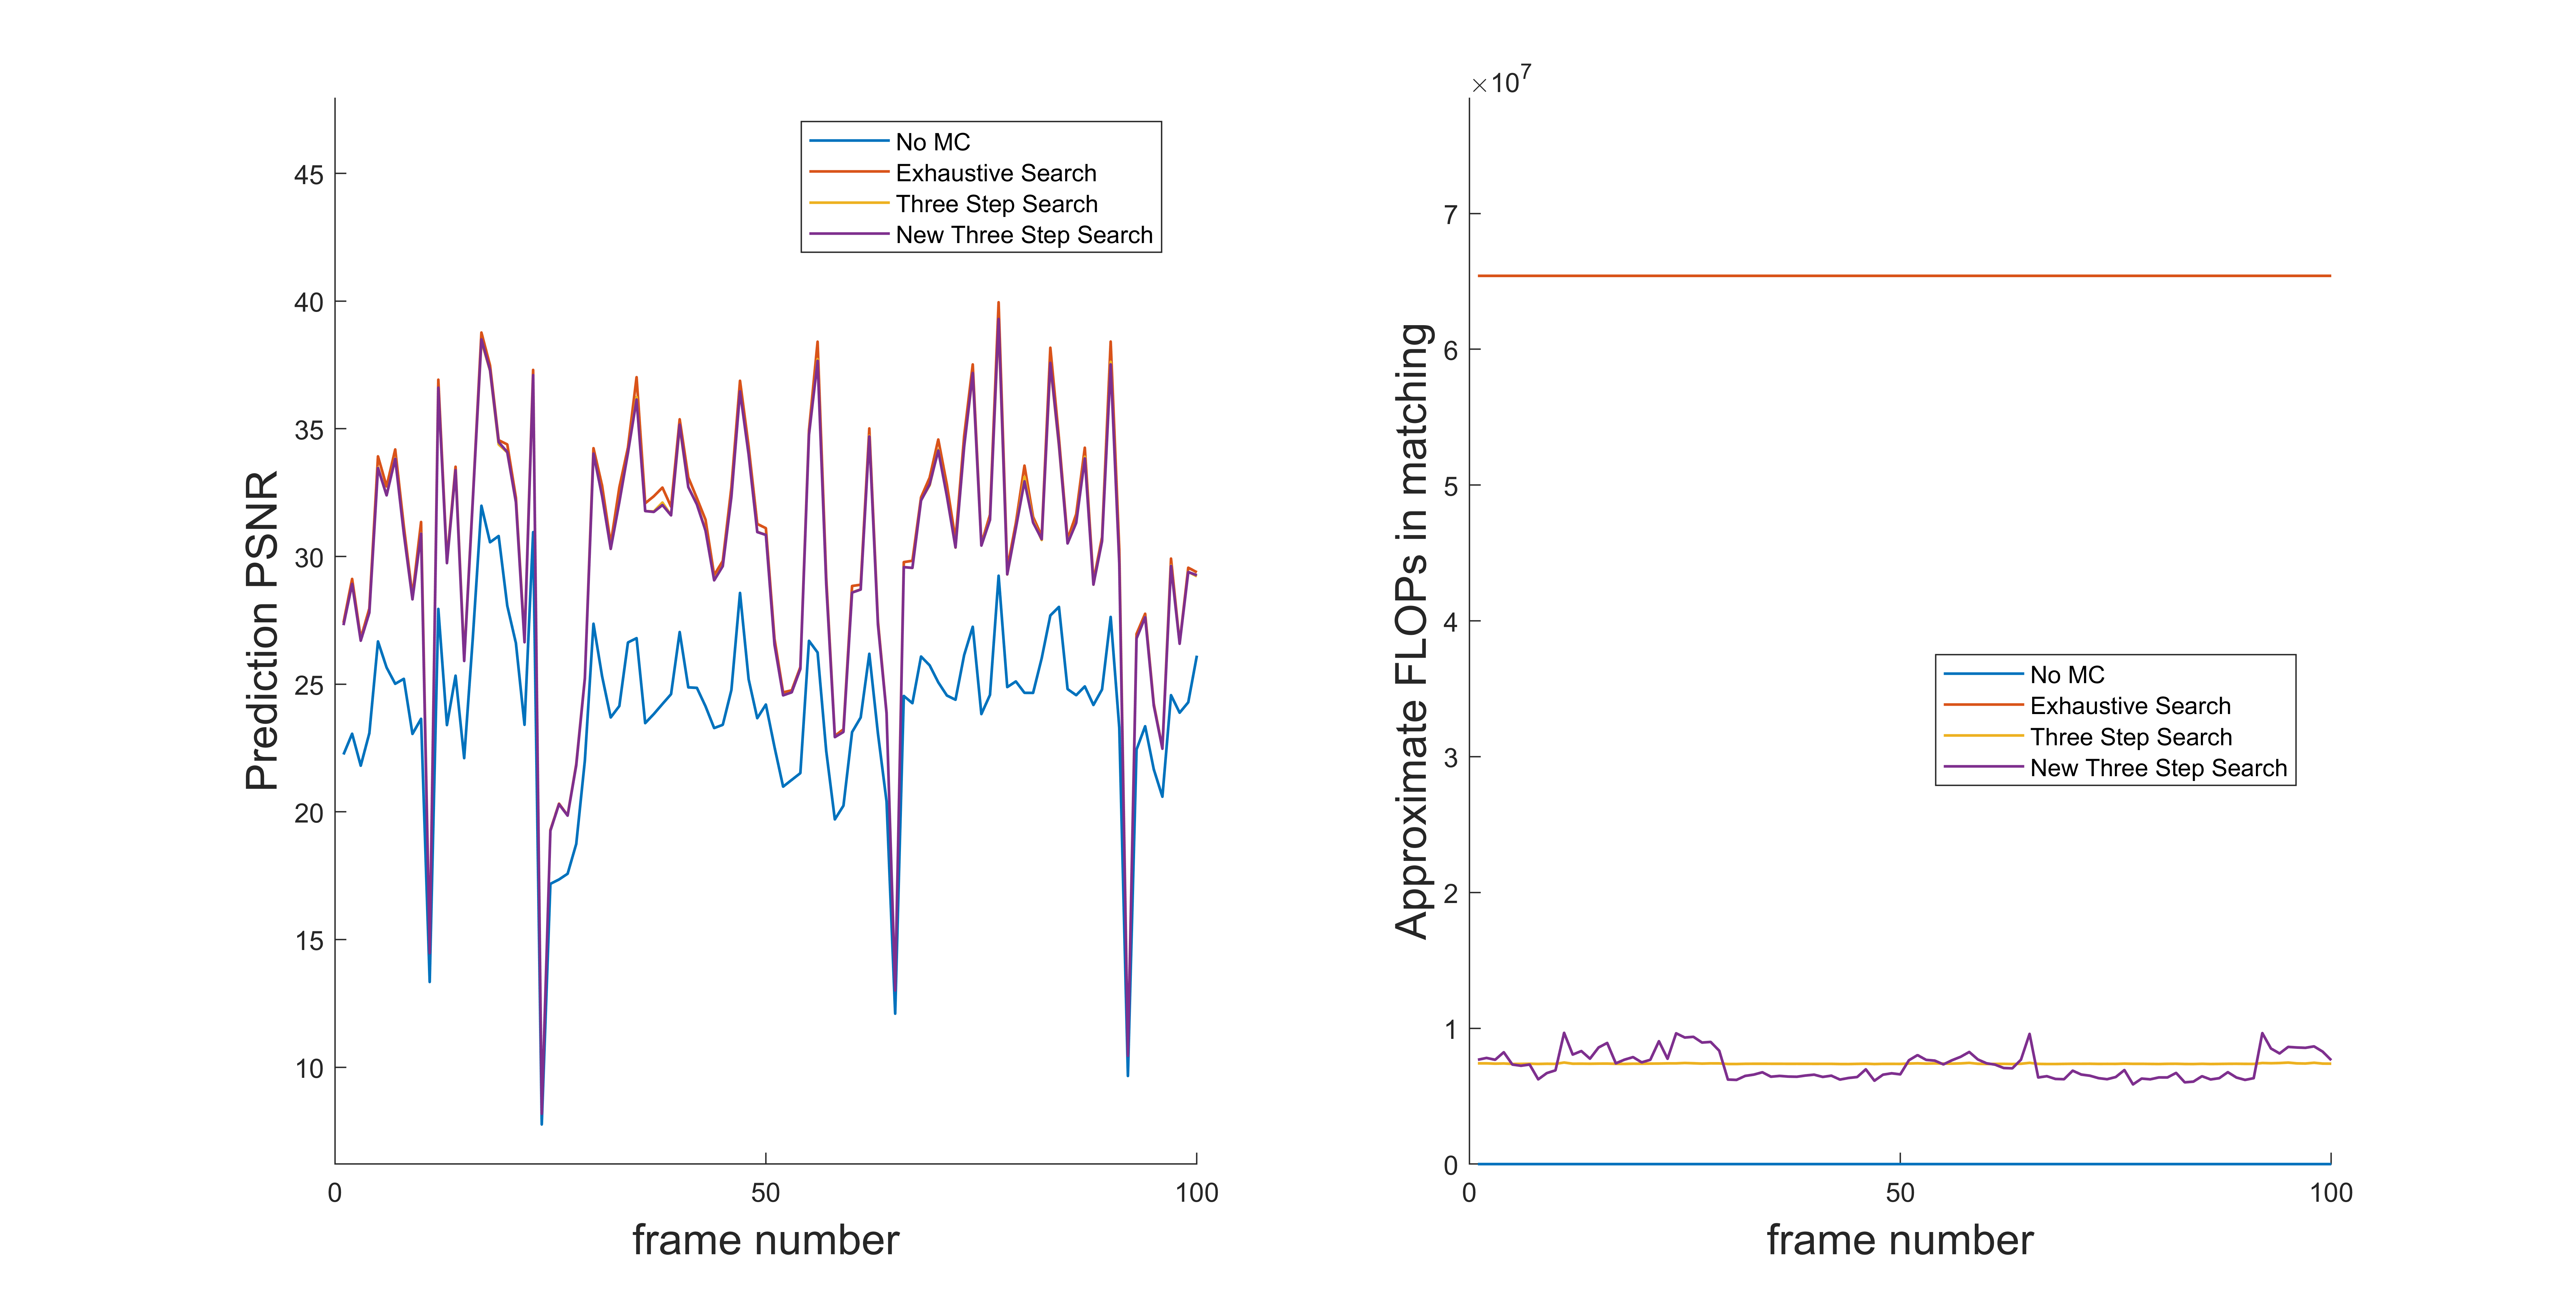 No MC
Exhaustive Search
Three Step Search
New Three Step Search
45
40
35
30
25
20
15
10
Prediction PSNR
0 50 100
frame number
×10^7
7
6
5
4
3
2
1
0
Approximate FLOPs in matching
No MC
Exhaustive Search
Three Step Search
New Three Step Search
0 50 100
frame number